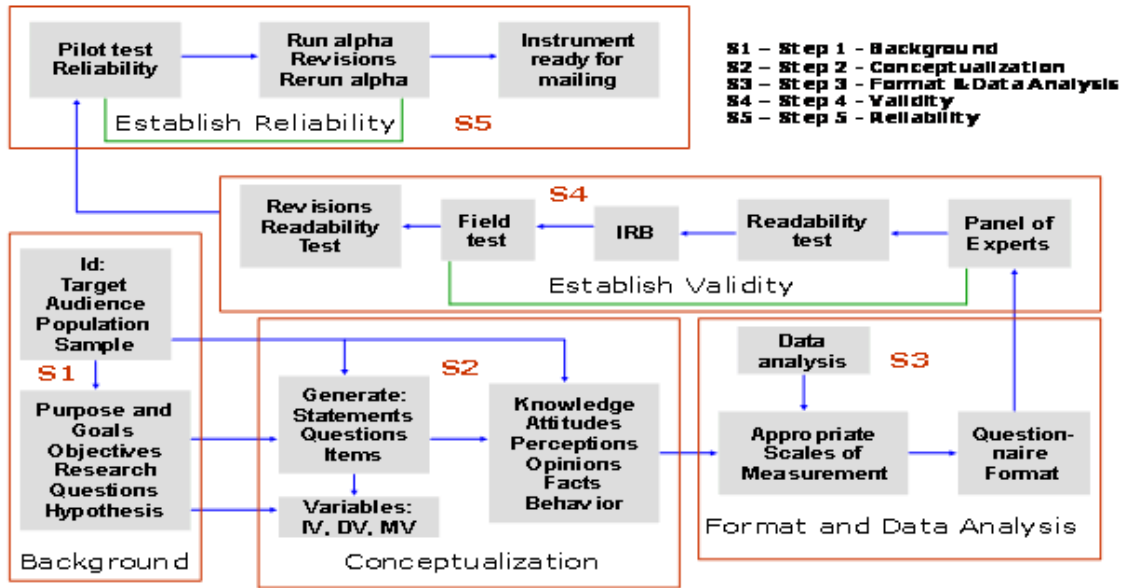 Pilot test
Reliability
Run alpha
Revisions
Rerun alpha
Instrument
ready for
mailing
Establish Reliability
S5
S1 – Step 1 - Background
S2 – Step 2 - Conceptualization
S3 – Step 3 - Format & Data Analysis
S4 – Step 4 - Validity
S5 – Step 5 - Reliability
S4
Revisions
Readability
Test
Field
test
IRB
Readability
test
Panel of
Experts
Establish Validity
Id:
Target
Audience
Population
Sample
S1
Purpose and
Goals
Objectives
Research
Questions
Hypothesis
Background
S2
Generate:
Statements
Questions
Items
Variables:
IV, DV, MV
Knowledge
Attitudes
Perceptions
Opinions
Facts
Behavior
Conceptualization
Data
analysis
S3
Appropriate
Scales of
Measurement
Question-
naire
Format
Format and Data Analysis